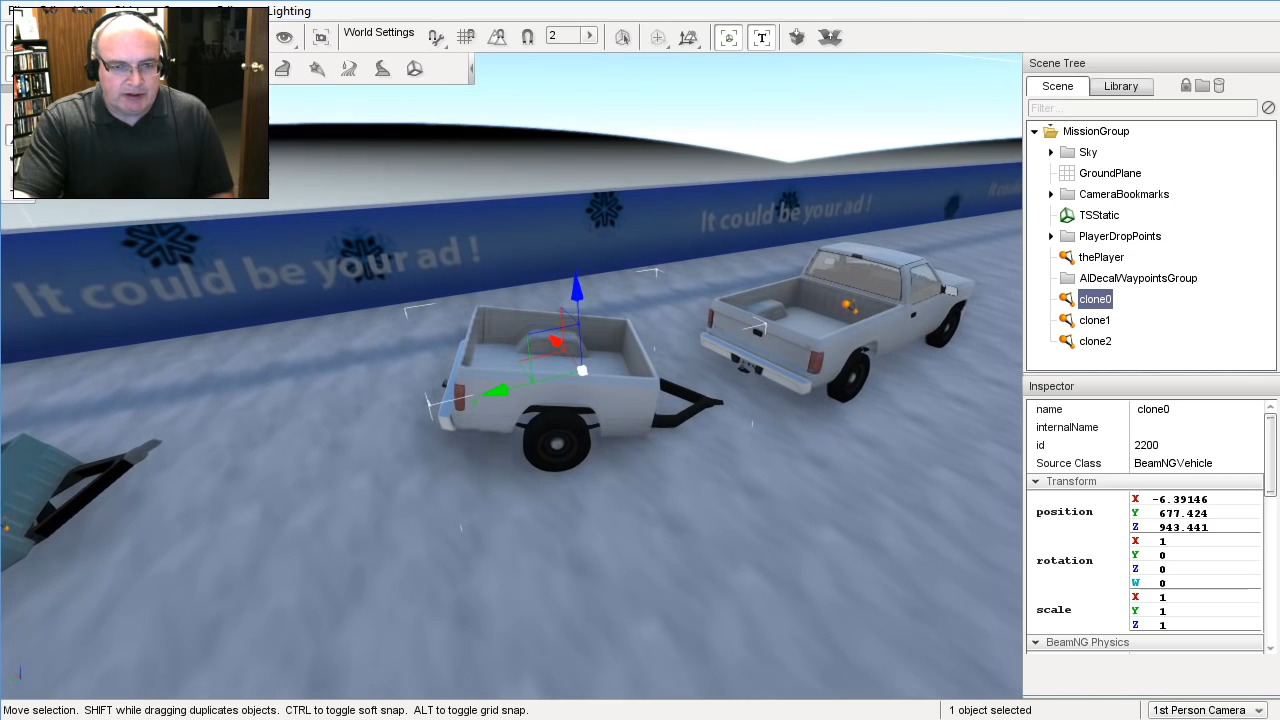 Lighting
World Settings
2
T
Scene Tree
Scene
Library
Filter...
MissionGroup
Sky
GroundPlane
CameraBookmarks
TSStatic
PlayerDropPoints
thePlayer
AIDecalWaypointsGroup
clone0
clone1
clone2
It could be your ad !
It could be your ad !
It could
Inspector
name clone0
internalName
id 2200
Source Class BeamNGVehicle
Transform
position X -6.39146
Y 677.424
Z 943.441
rotation X 1
Y 0
Z 0
W 0
scale X 1
Y 1
Z 1
BeamNG Physics
Move selection. SHIFT while dragging duplicates objects. CTRL to toggle soft snap. ALT to toggle grid snap.
1 object selected
1st Person Camera